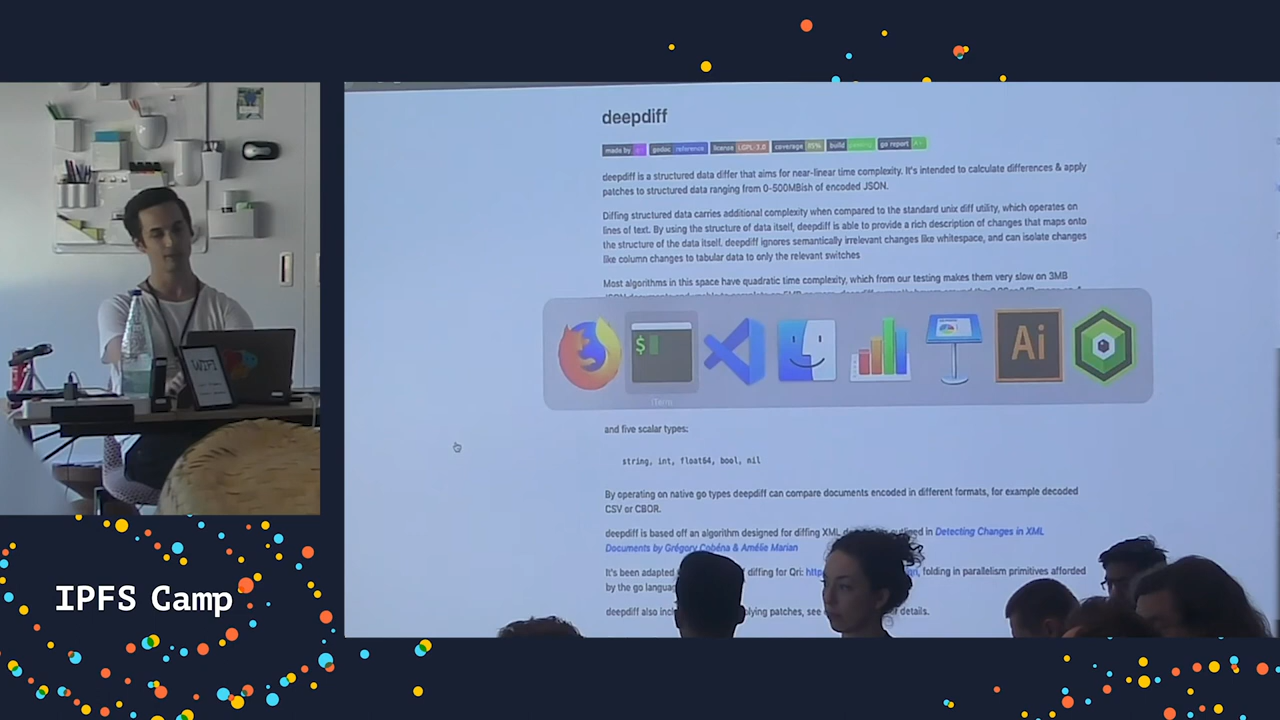 deepdiff
made by
godoc reference
license LGPL-3.0
coverage 85%
build
go report A+
deepdiff is a structured data differ that aims for near-linear time complexity. It's intended to calculate differences & apply
patches to structured data ranging from 0-500MBish of encoded JSON.
Diffing structured data carries additional complexity when compared to the standard unix diff utility, which operates on
lines of text. By using the structure of data itself, deepdiff is able to provide a rich description of changes that maps onto
the structure of the data itself. deepdiff ignores semantically irrelevant changes like whitespace, and can isolate changes
like column changes to tabular data to only the relevant switches
Most algorithms in this space have quadratic time complexity, which from our testing makes them very slow on 3MB
$
Ai
iTerm
and five scalar types:
string, int, float64, bool, nil
By operating on native go types deepdiff can compare documents encoded in different formats, for example decoded
CSV or CBOR.
deepdiff is based off an algorithm designed for diffing XML outlined in Detecting Changes in XML
Documents by Grégory Cobéna & Amélie Marian
It's been adapted diffing for Qri: folding in parallelism primitives afforded
by the go
deepdiff also see details.
WIFI
IPFS Camp